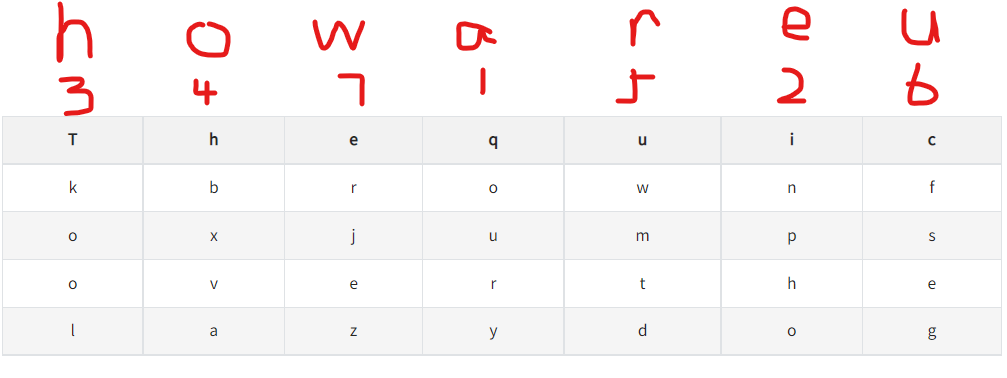 h o w a r e u
3 4 7 1 5 2 6
T h e q u i c
k b r o w n f
o x j u m p s
o v e r t h e
l a z y d o g